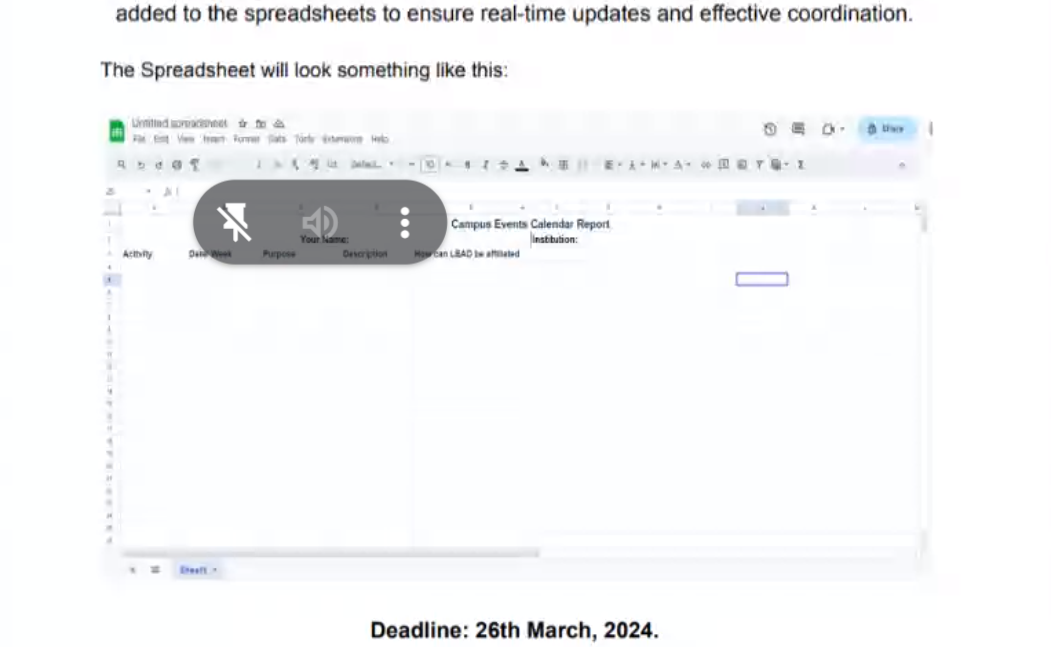 added to the spreadsheets to ensure real-time updates and effective coordination.
The Spreadsheet will look something like this:
Untitled spreadsheet
File Edit View Insert Format Data Tools Extensions Help
Share
Campus Events Calendar Report
Your Name: Institution:
Activity Date/Week Purpose Description How can LEAD be affiliated
Sheet1
Deadline: 26th March, 2024.